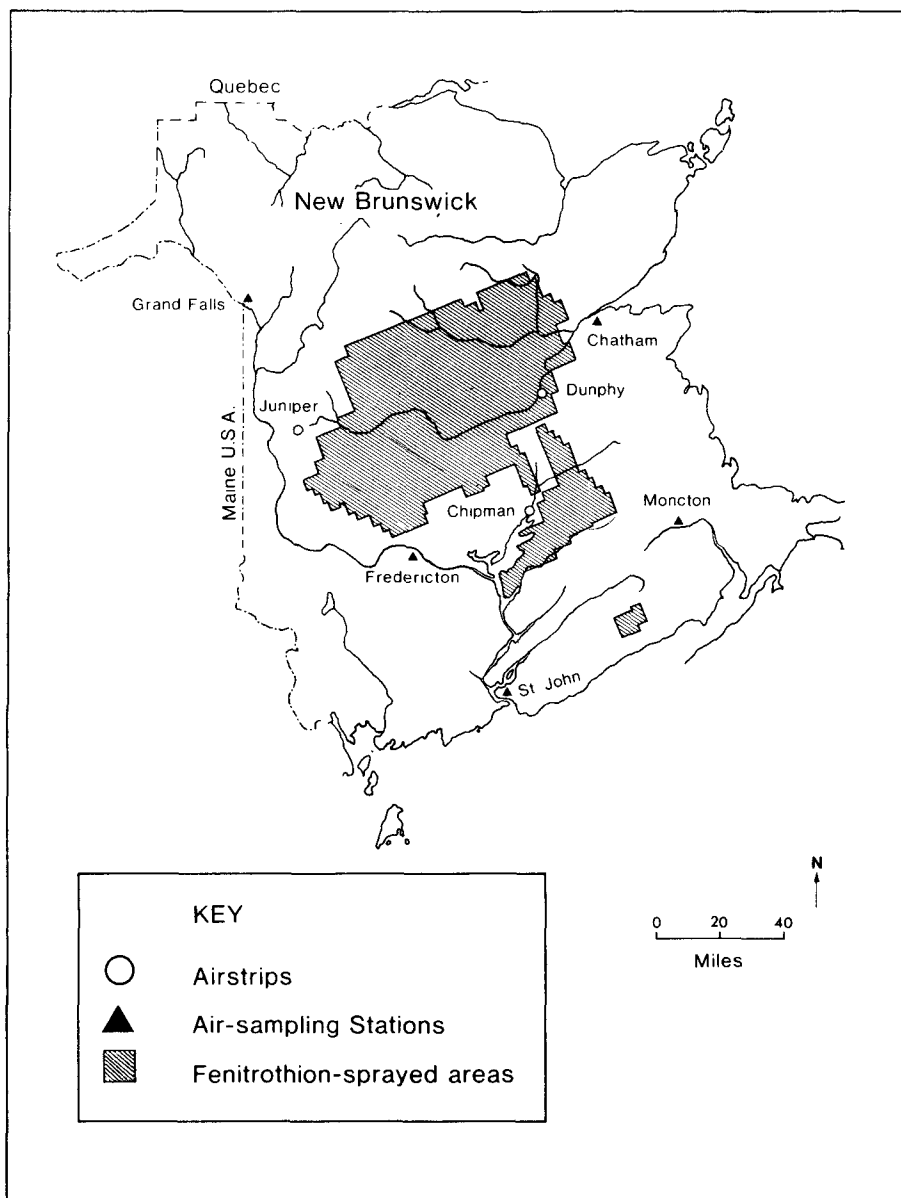 Quebec
New Brunswick
Grand Falls
Chatham
Dunphy
Juniper
Maine U.S.A.
Chipman
Moncton
Fredericton
St John
N
0 20 40
Miles
KEY
Airstrips
Air-sampling Stations
Fenitrothion-sprayed areas